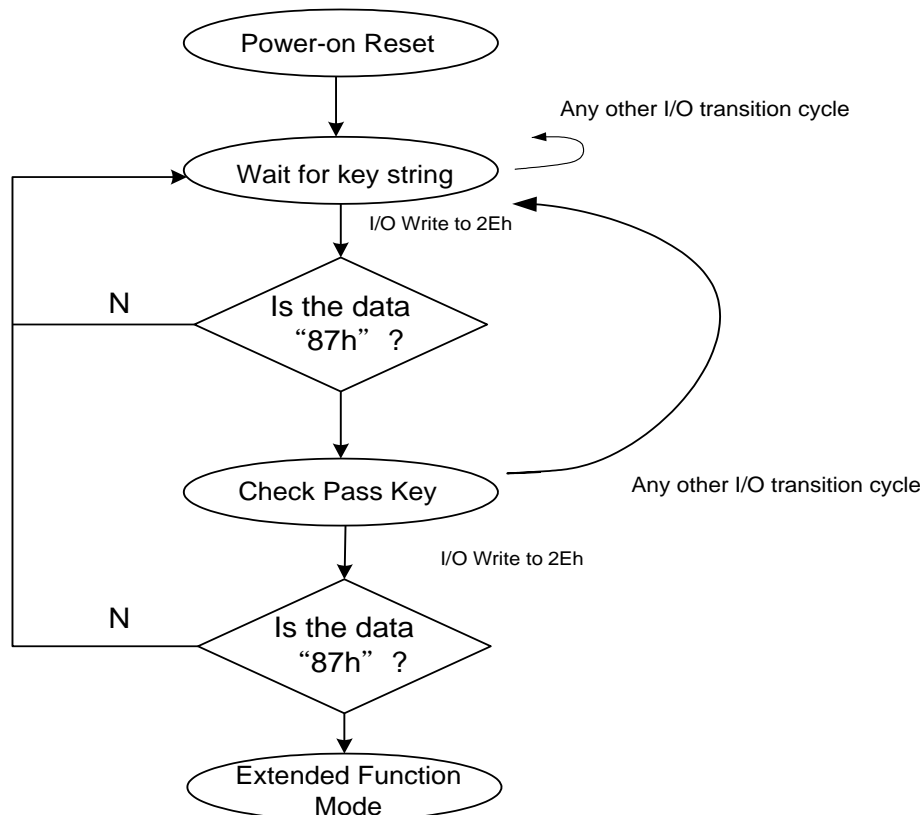 Power-on Reset
Any other I/O transition cycle
Wait for key string
I/O Write to 2Eh
N
Is the data
“87h” ?
Check Pass Key
Any other I/O transition cycle
I/O Write to 2Eh
N
Is the data
“87h” ?
Extended Function
Mode